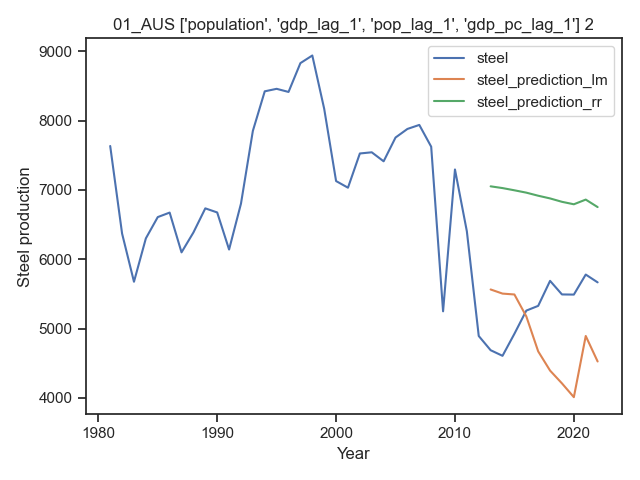 01_AUS ['population', 'gdp_lag_1', 'pop_lag_1', 'gdp_pc_lag_1'] 2
steel
steel_prediction_lm
steel_prediction_rr
Steel production
9000
8000
7000
6000
5000
4000
1980
1990
2000
2010
2020
Year